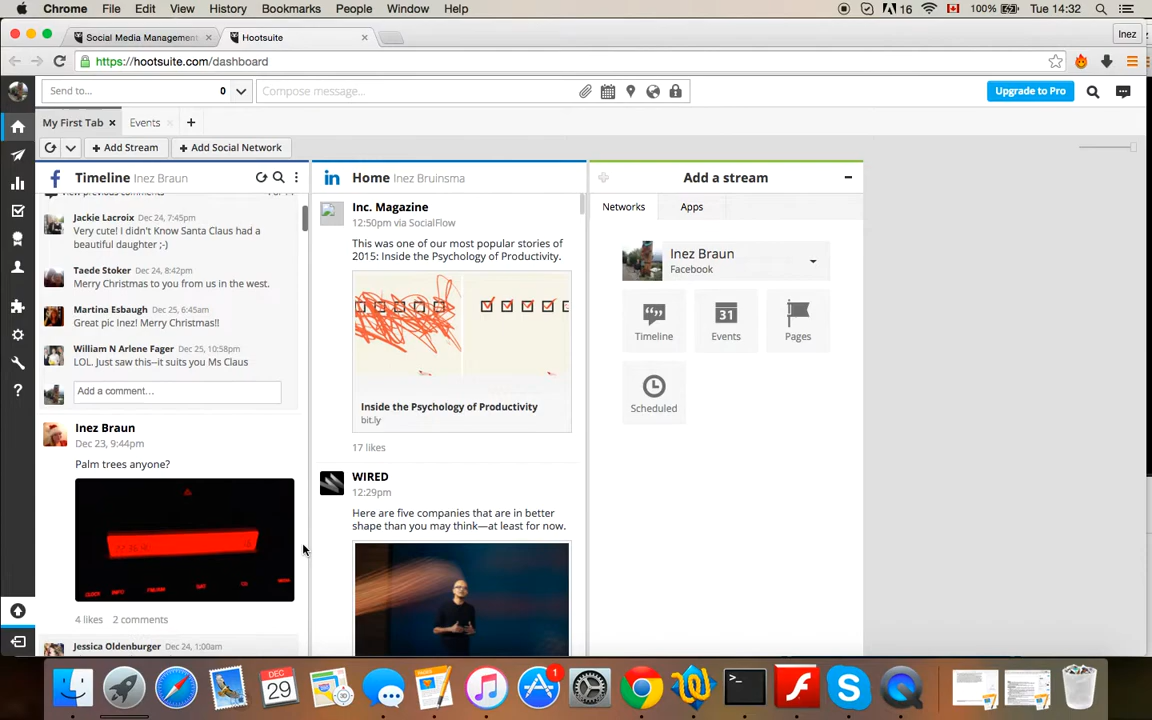 Chrome File Edit View History Bookmarks People Window Help
16 100% Tue 14:32
Social Media Management
Hootsuite
Inez
https://hootsuite.com/dashboard
Send to... 0
Compose message...
Upgrade to Pro
My First Tab
Events
Add Stream
Add Social Network
Timeline Inez Braun
Jackie Lacroix Dec 24, 7:45pm
Very cute! I didn't Know Santa Claus had a
beautiful daughter ;-)
Taede Stoker Dec 24, 8:42pm
Merry Christmas to you from us in the west.
Martina Esbaugh Dec 25, 6:45am
Great pic Inez! Merry Christmas!!
William N Arlene Fager Dec 25, 10:58pm
LOL. Just saw this--it suits you Ms Claus
Add a comment...
Inez Braun
Dec 23, 9:44pm
Palm trees anyone?
4 likes 2 comments
Jessica Oldenburger Dec 24, 1:00am
Home Inez Bruinsma
Inc. Magazine
12:50pm via SocialFlow
This was one of our most popular stories of
2015: Inside the Psychology of Productivity.
Inside the Psychology of Productivity
bit.ly
17 likes
WIRED
12:29pm
Here are five companies that are in better
shape than you may think—at least for now.
Add a stream
Networks
Apps
Inez Braun
Facebook
Timeline
31
Events
Pages
Scheduled
DEC
29
1